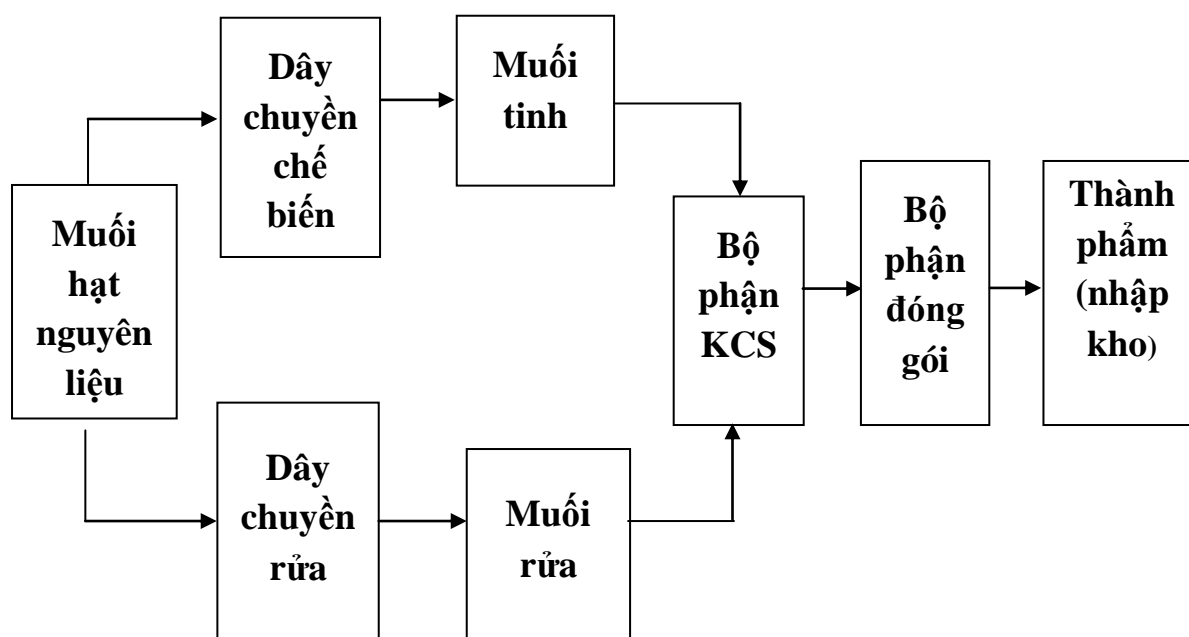 Muối
hạt
nguyên
liệu
Dây
chuyền
chế
biến
Muối
tinh
Dây
chuyền
rửa
Muối
rửa
Bộ
phận
KCS
Bộ
phận
đóng
gói
Thành
phẩm
(nhập
kho)